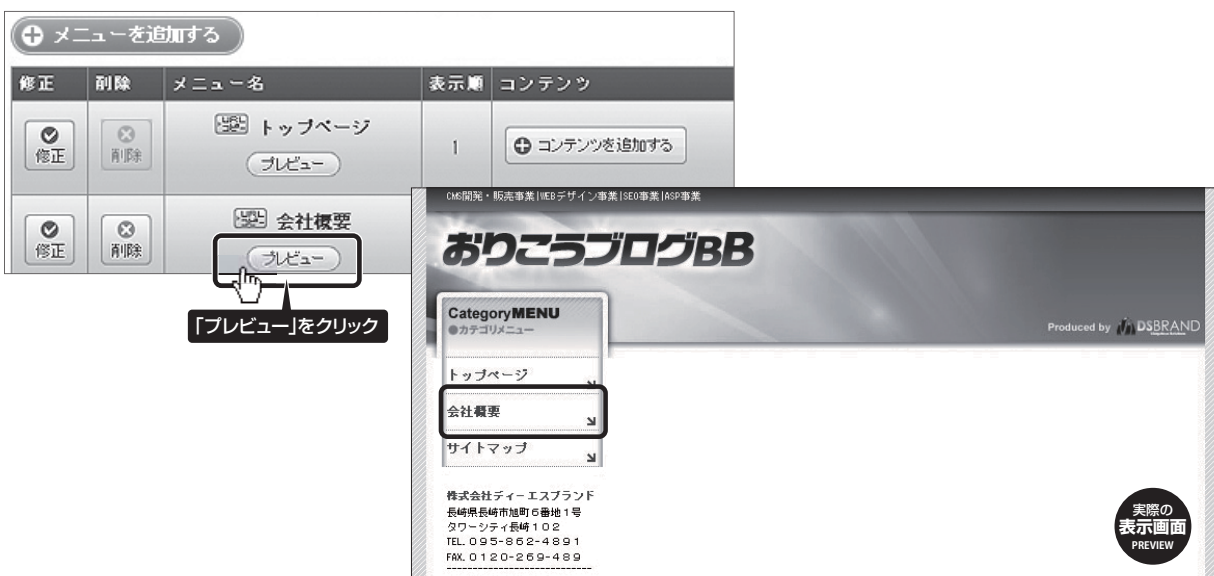 メニューを追加する
修正 削除 メニュー名 表示順 コンテンツ
修正 削除 URL トップページ 1 コンテンツを追加する
プレビュー
修正 削除 URL 会社概要
プレビュー
「プレビュー」をクリック
CMS開発・販売事業|WEBデザイン事業|SEO事業|ASP事業
おりこうブログBB
CategoryMENU
●カテゴリメニュー
Produced by DSBRAND
トップページ
会社概要
サイトマップ
株式会社ディーエスブランド
長崎県長崎市旭町6番地1号
タワーシティ長崎102
TEL.095-862-4891
FAX.0120-269-489
実際の
表示画面
PREVIEW